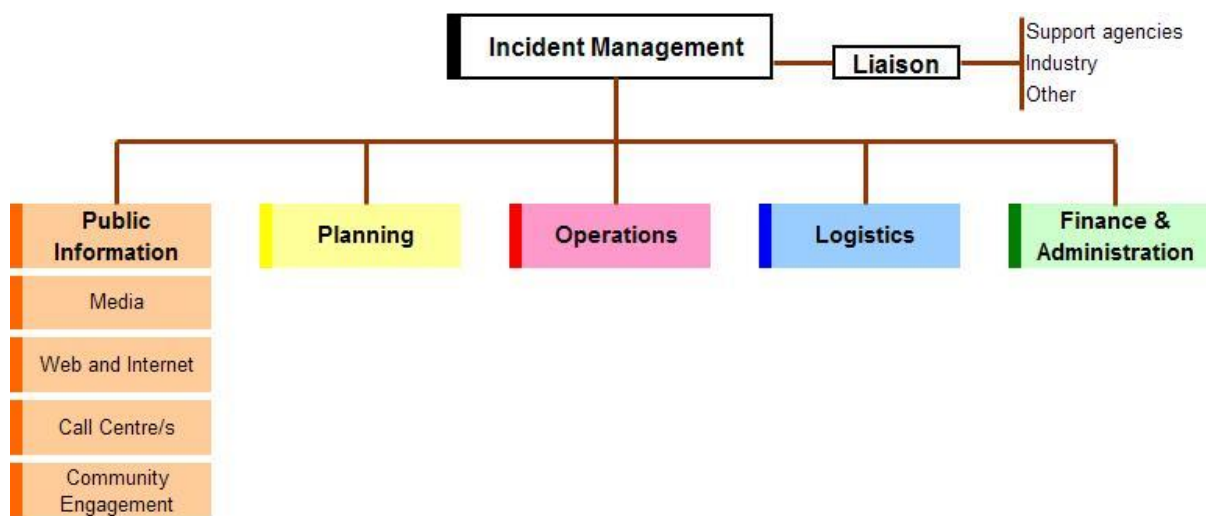 Incident Management
Liaison
Support agencies
Industry
Other
Public
Information
Planning
Operations
Logistics
Finance &
Administration
Media
Web and Internet
Call Centre/s
Community
Engagement